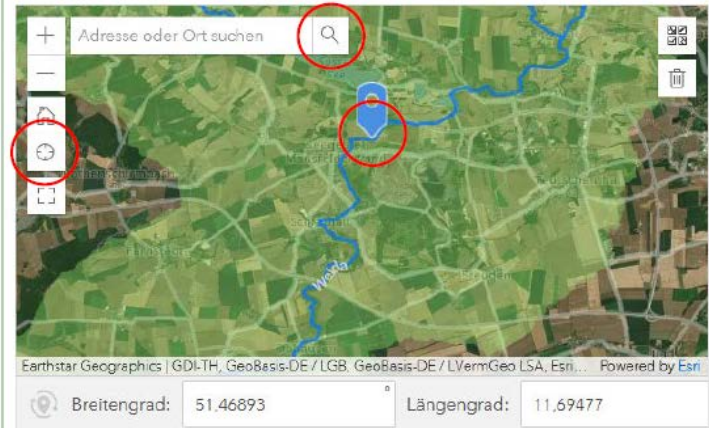 Adresse oder Ort suchen
Weida
Earthstar Geographics | GDI-TH, GeoBasis-DE / LGB, GeoBasis-DE / LVermGeo LSA, Esri... Powered by Esri
Breitengrad: 51,46893 ° Längengrad: 11,69477